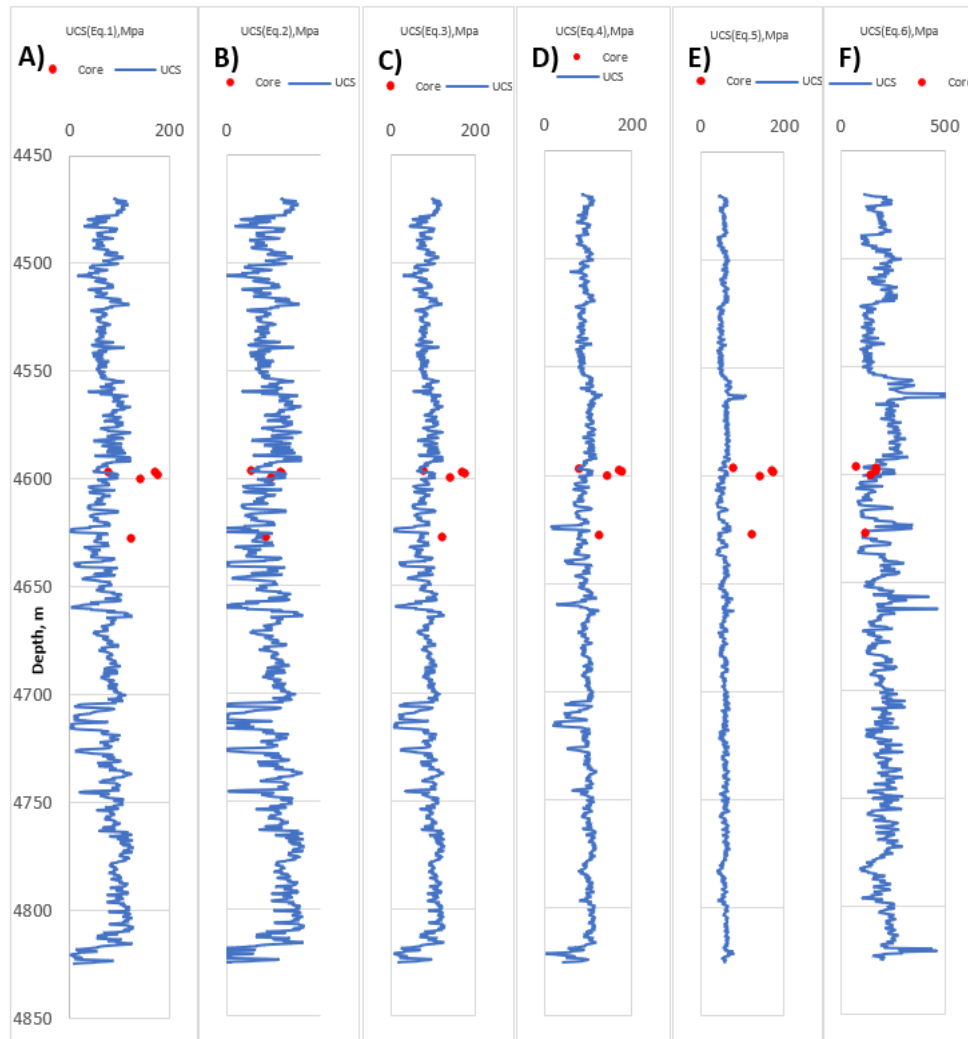 UCS(Eq.1),Mpa
A)
Core UCS
0 200
UCS(Eq.2),Mpa
B)
Core UCS
0
UCS(Eq.3),Mpa
C)
Core UCS
0 200
UCS(Eq.4),Mpa
D)
Core
UCS
0 200
UCS(Eq.5),Mpa
E)
Core UCS
0 200
UCS(Eq.6),Mpa
F)
UCS Core
0 500
4450
4500
4550
4600
4650
4700
4750
4800
4850
Depth, m